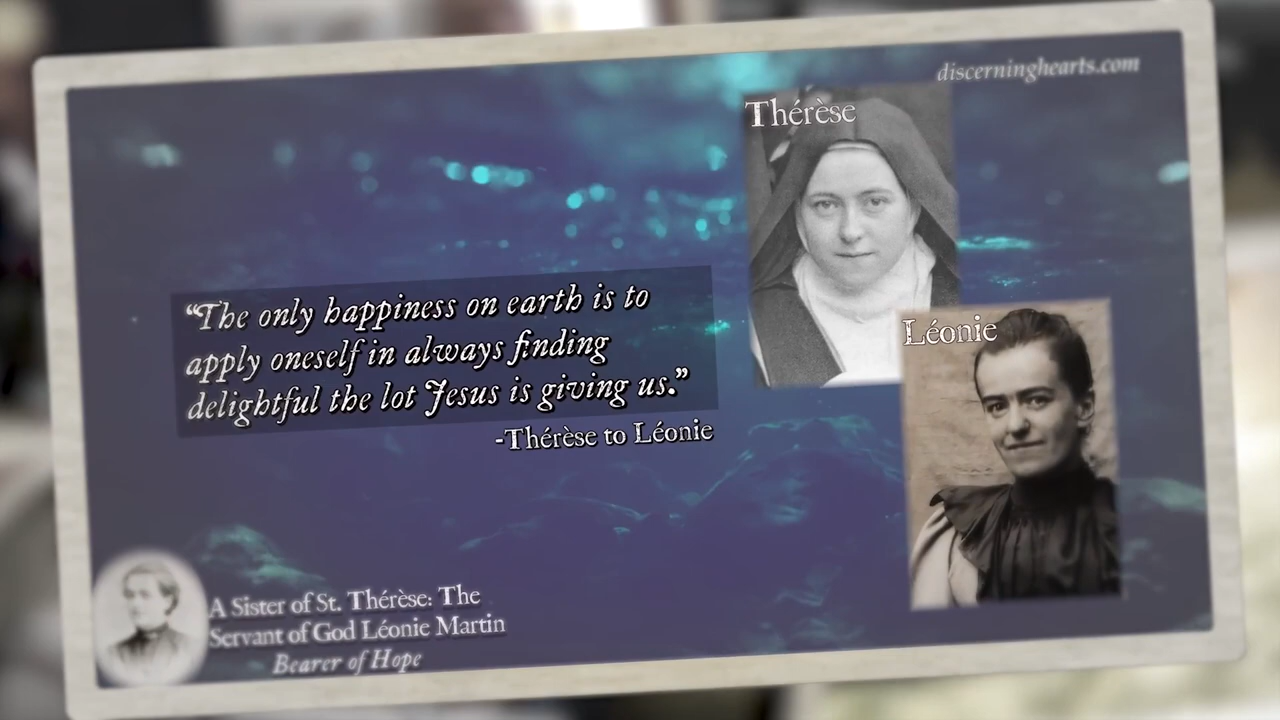 discerninghearts.com
Thérèse
Léonie
“The only happiness on earth is to
apply oneself in always finding
delightful the lot Jesus is giving us.”
-Thérèse to Léonie
A Sister of St. Thérèse: The
Servant of God Léonie Martin
Bearer of Hope